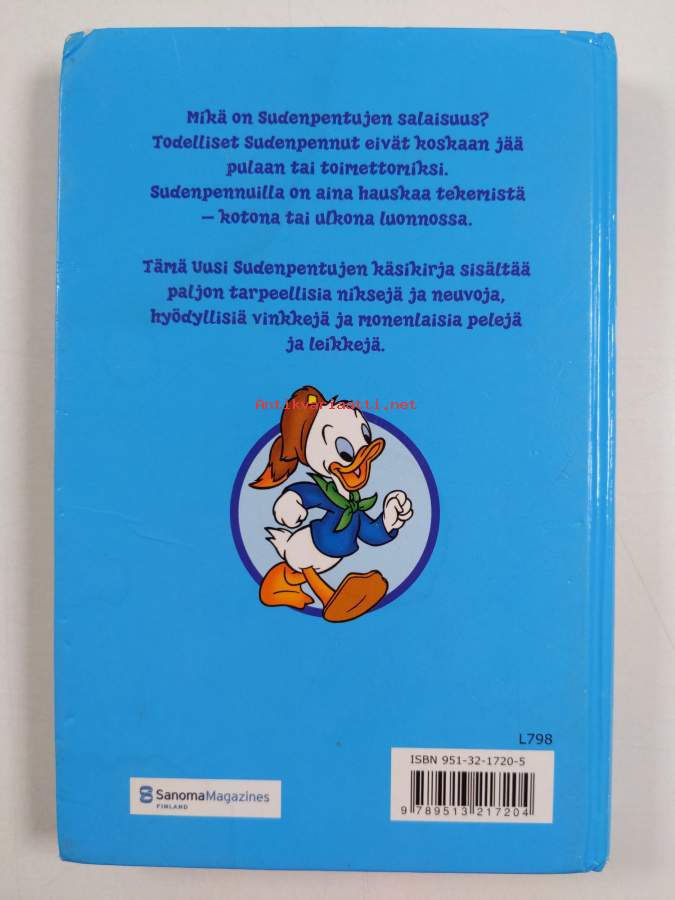 Mikä on Sudenpentujen salaisuus?
Todelliset Sudenpennut eivät koskaan jää
pulaan tai toimettomiksi.
Sudenpennuilla on aina hauskaa tekemistä
– kotona tai ulkona luonnossa.
Tämä Uusi Sudenpentujen käsikirja sisältää
paljon tarpeellisia niksejä ja neuvoja,
hyödyllisiä vinkkejä ja monenlaisia pelejä
ja leikkejä.
Antikvariaatti.net
L798
ISBN 951-32-1720-5
9 789513 217204
SanomaMagazines
FINLAND